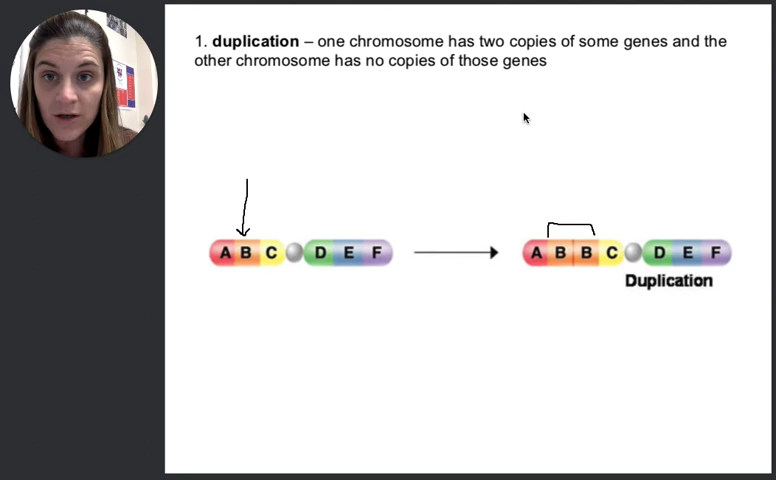 1. duplication – one chromosome has two copies of some genes and the
other chromosome has no copies of those genes
A B C D E F
A B B C D E F
Duplication